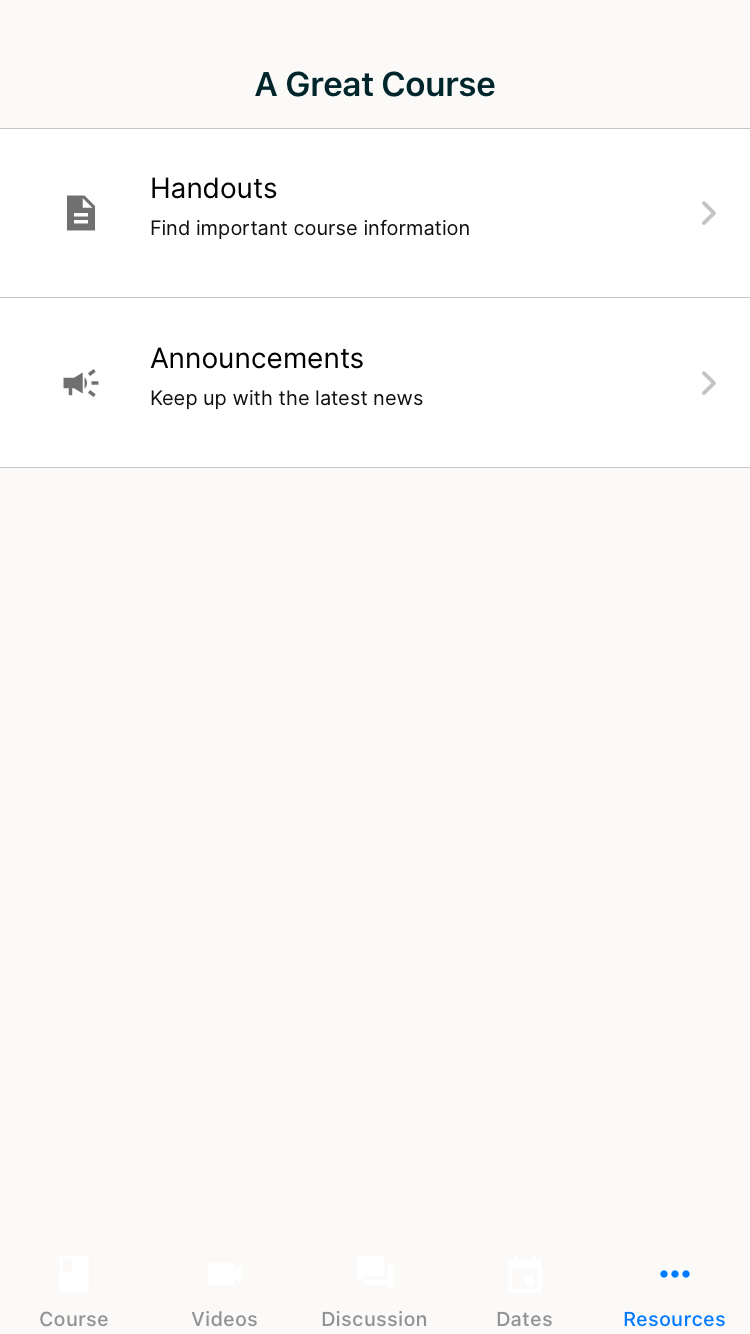 A Great Course
Handouts
Find important course information
Announcements
Keep up with the latest news
Course
Videos
Discussion
Dates
Resources